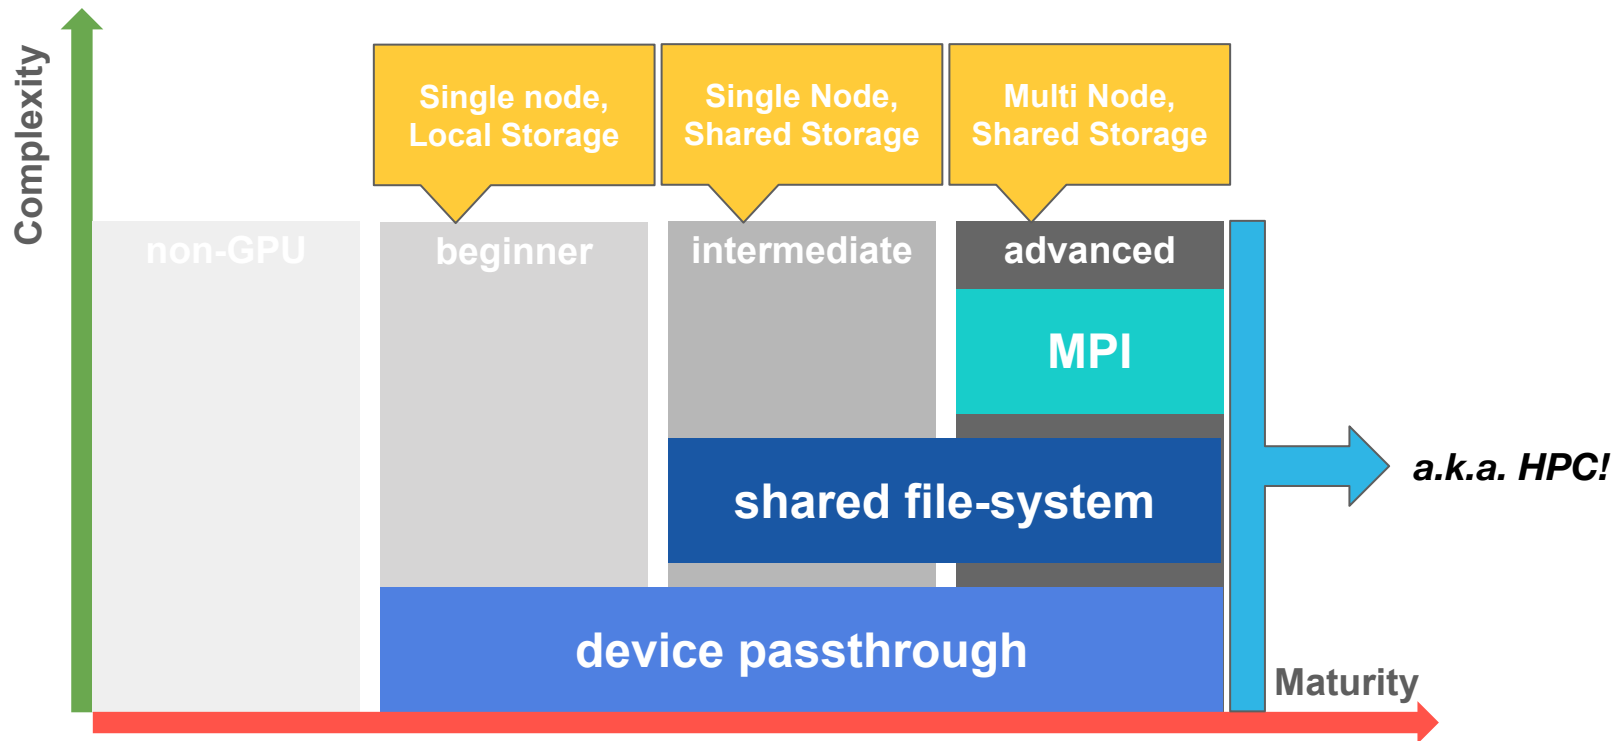 Complexity
Single node,
Local Storage
Single Node,
Shared Storage
Multi Node,
Shared Storage
non-GPU
beginner
intermediate
advanced
MPI
shared file-system
a.k.a. HPC!
device passthrough
Maturity